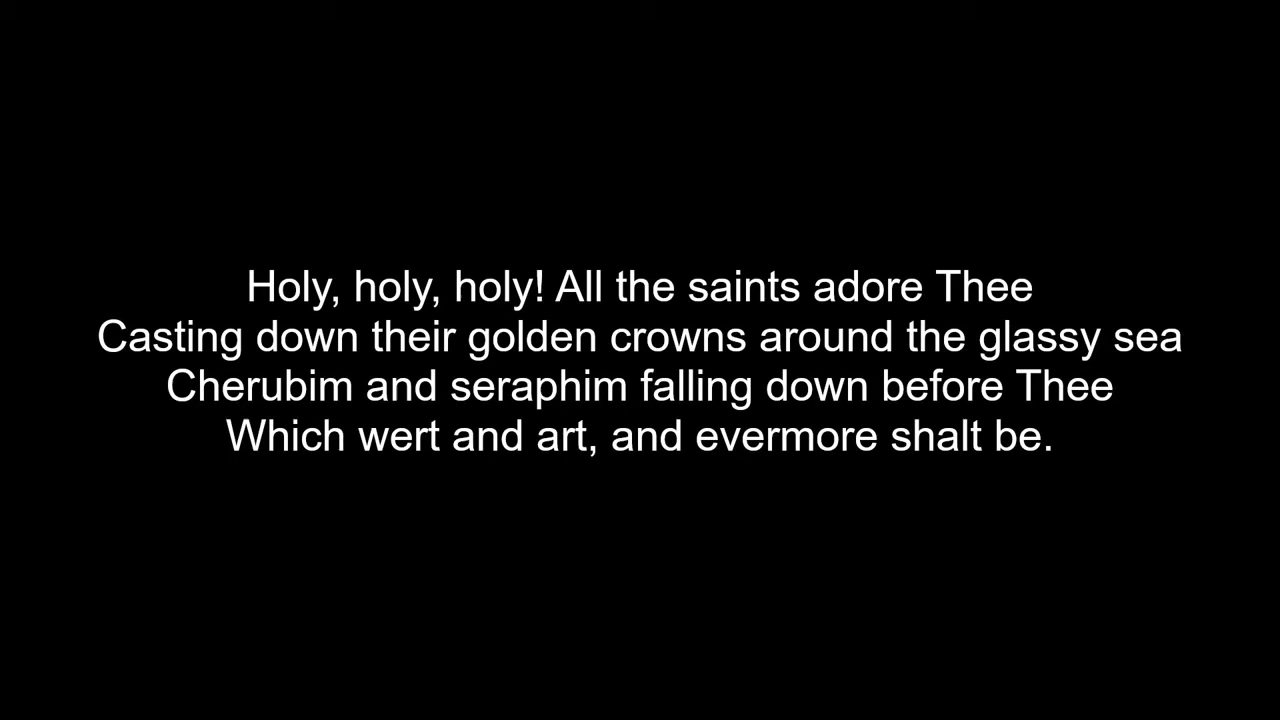 Holy, holy, holy! All the saints adore Thee
Casting down their golden crowns around the glassy sea
Cherubim and seraphim falling down before Thee
Which wert and art, and evermore shalt be.